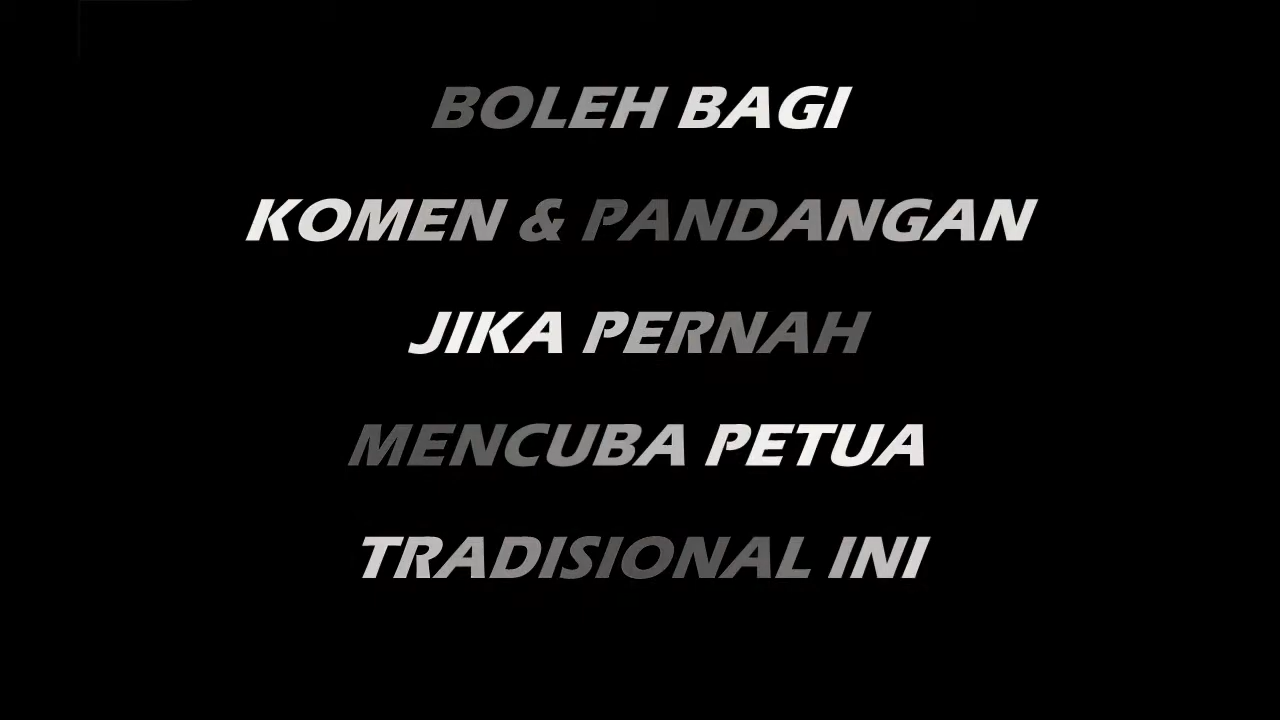 BOLEH BAGI
KOMEN & PANDANGAN
JIKA PERNAH
MENCUBA PETUA
TRADISIONAL INI